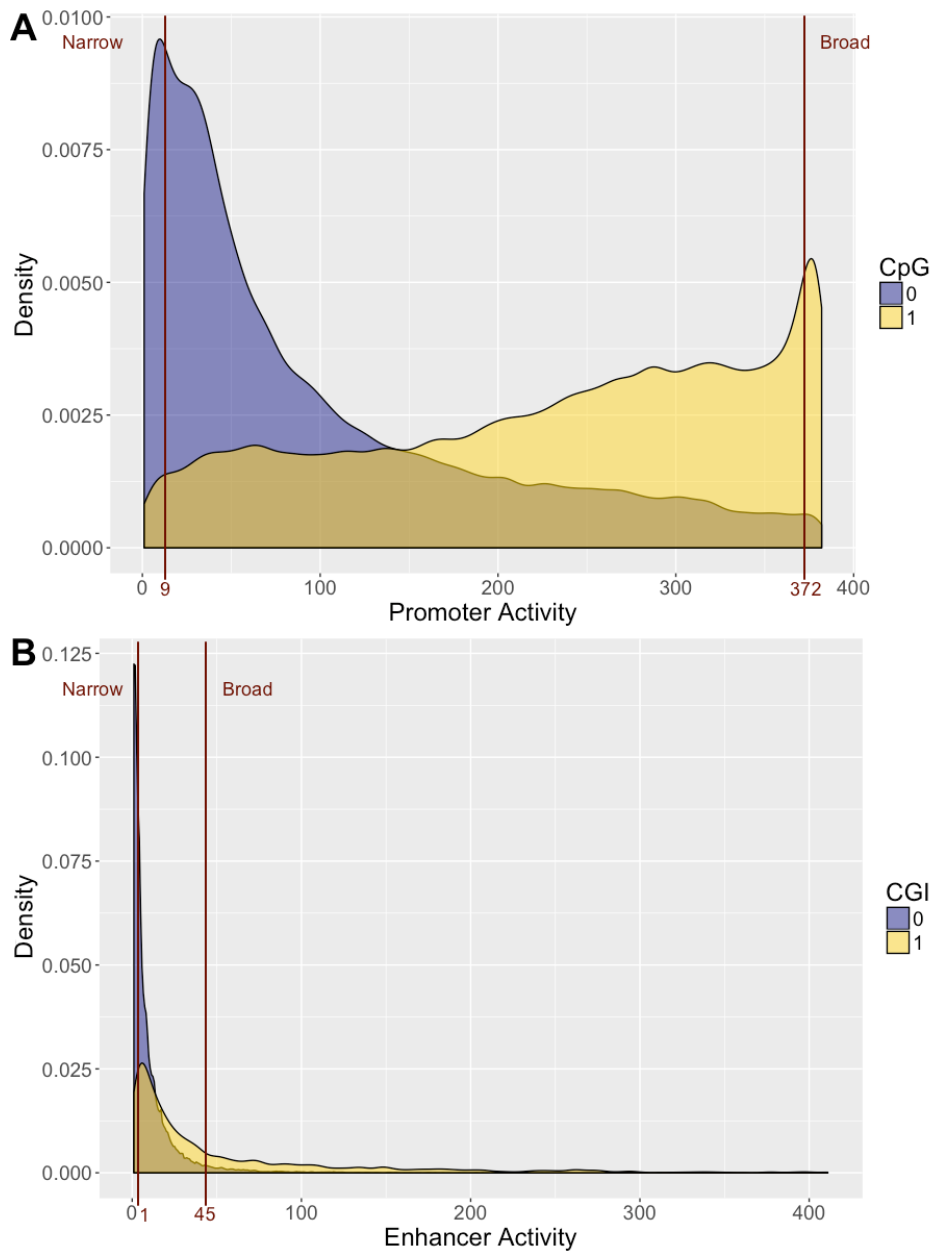 A
Narrow
Broad
0.0100
0.0075
0.0050
0.0025
0.0000
Density
0 9 100 200 300 372 400
Promoter Activity
CpG
0
1
B
Narrow
Broad
0.125
0.100
0.075
0.050
0.025
0.000
Density
0 1 45 100 200 300 400
Enhancer Activity
CGI
0
1